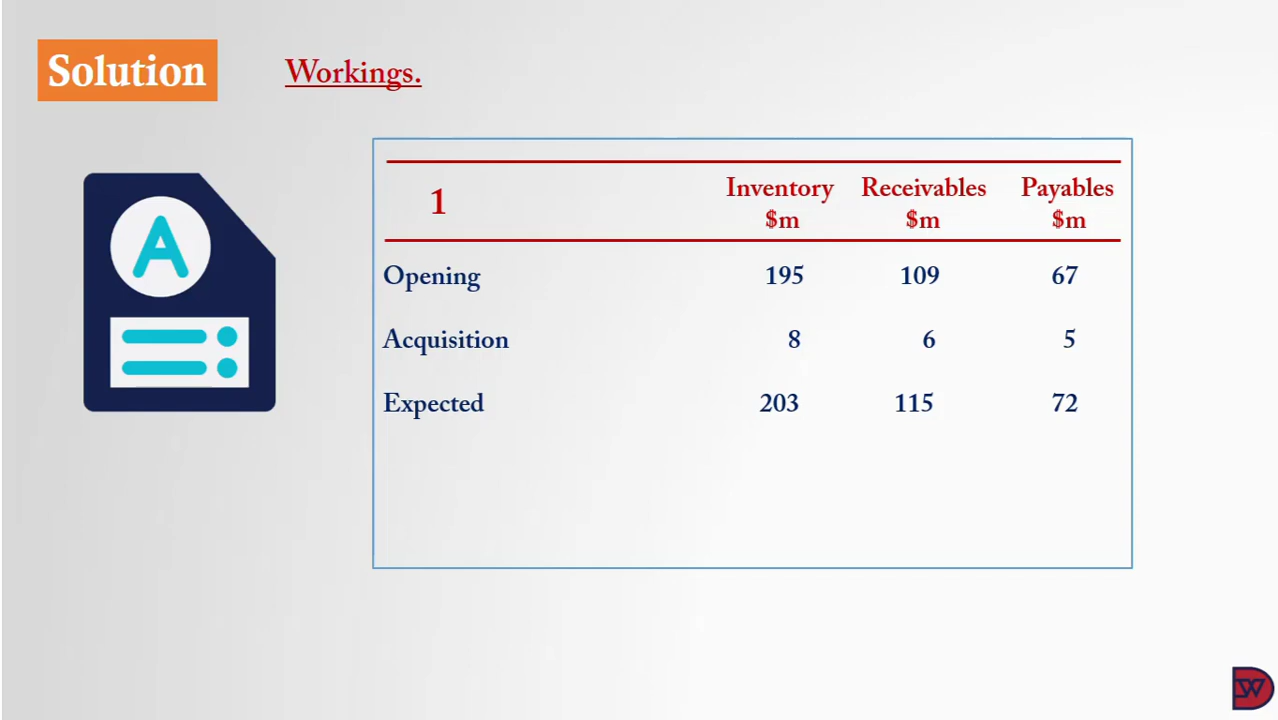 Solution
Workings.
A
1 Inventory Receivables Payables
$m $m $m
Opening 195 109 67
Acquisition 8 6 5
Expected 203 115 72
W